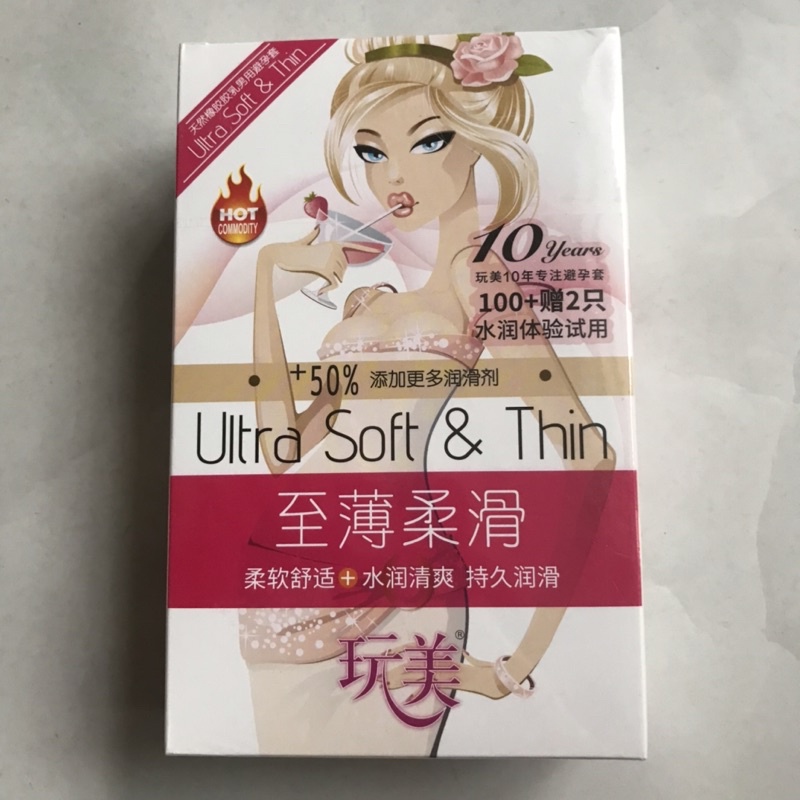 天然橡胶胶乳男用避孕套
Ultra Soft & Thin
HOT
COMMODITY
10 Years
玩美10年专注避孕套
100+赠2只
水润体验试用
+50% 添加更多润滑剂
Ultra Soft & Thin
至薄柔滑
柔软舒适+水润清爽 持久润滑
玩美®